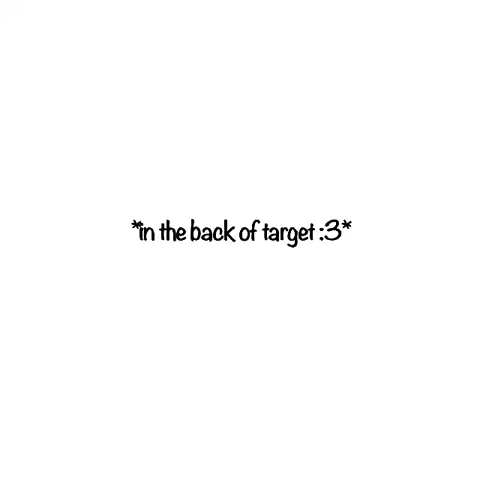 *in the back of target :3*